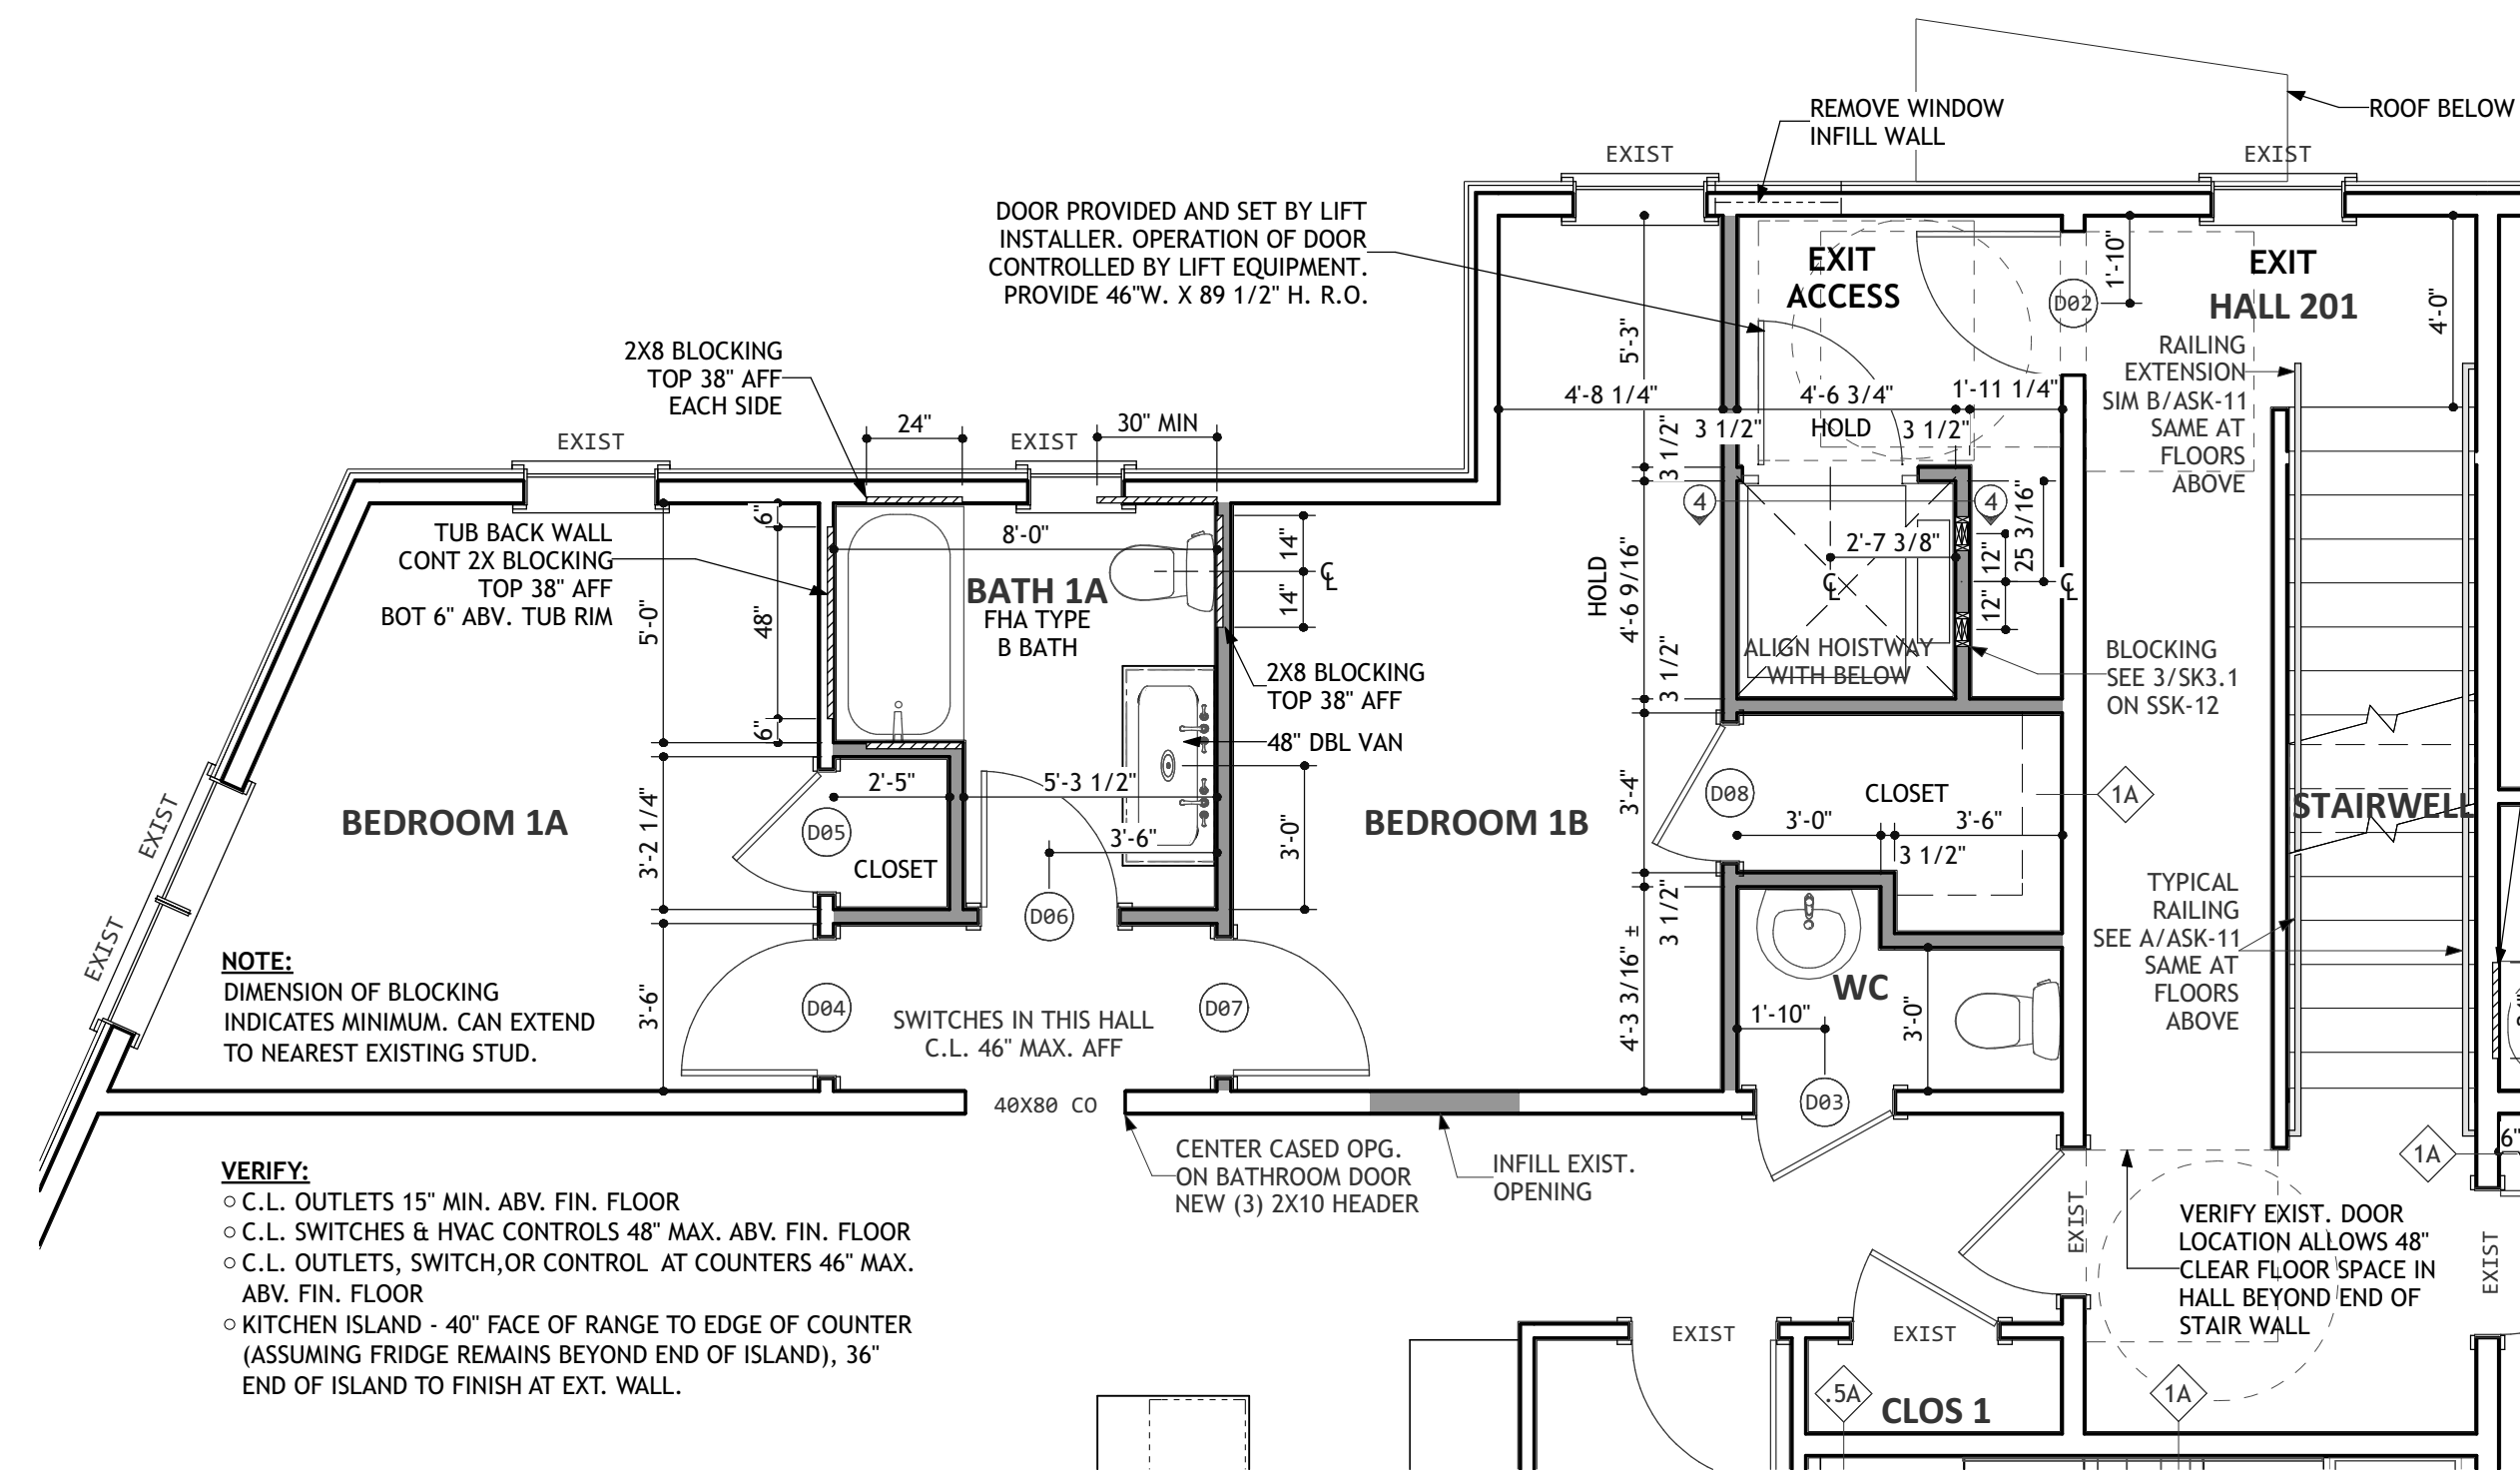 REMOVE WINDOW
INFILL WALL
ROOF BELOW
EXIST
EXIST
DOOR PROVIDED AND SET BY LIFT
INSTALLER. OPERATION OF DOOR
CONTROLLED BY LIFT EQUIPMENT.
PROVIDE 46"W. X 89 1/2" H. R.O.
EXIT
ACCESS
D02
1'-10"
EXIT
HALL 201
4'-0"
5'-3"
RAILING
EXTENSION
SIM B/ASK-11
SAME AT
FLOORS
ABOVE
2X8 BLOCKING
TOP 38" AFF
EACH SIDE
24"
30" MIN
EXIST
EXIST
4'-8 1/4"
4'-6 3/4"
1'-11 1/4"
3 1/2"
3 1/2"
HOLD
3 1/2"
4
4
TUB BACK WALL
CONT 2X BLOCKING
TOP 38" AFF
BOT 6" ABV. TUB RIM
6"
5'-0"
48"
6"
8'-0"
BATH 1A
FHA TYPE
B BATH
14"
14"
C
L
HOLD
4'-6 9/16"
3 1/2"
2'-7 3/8"
C
L
12"
12"
25 3/16"
C
L
ALIGN HOISTWAY
WITH BELOW
BLOCKING
SEE 3/SK3.1
ON SSK-12
2X8 BLOCKING
TOP 38" AFF
48" DBL VAN
BEDROOM 1A
3'-2 1/4"
2'-5"
D05
CLOSET
5'-3 1/2"
3'-6"
D06
3'-0"
BEDROOM 1B
3'-4"
D08
CLOSET
3'-0"
3'-6"
3 1/2"
1A
STAIRWELL
EXIST
EXIST
TYPICAL
RAILING
SEE A/ASK-11
SAME AT
FLOORS
ABOVE
NOTE:
DIMENSION OF BLOCKING
INDICATES MINIMUM. CAN EXTEND
TO NEAREST EXISTING STUD.
3'-6"
D04
SWITCHES IN THIS HALL
C.L. 46" MAX. AFF
D07
3 1/2"
4'-3 3/16" ±
WC
1'-10"
3'-0"
D03
40X80 CO
CENTER CASED OPG.
ON BATHROOM DOOR
NEW (3) 2X10 HEADER
INFILL EXIST.
OPENING
1A
6"
VERIFY:
○ C.L. OUTLETS 15" MIN. ABV. FIN. FLOOR
○ C.L. SWITCHES & HVAC CONTROLS 48" MAX. ABV. FIN. FLOOR
○ C.L. OUTLETS, SWITCH,OR CONTROL AT COUNTERS 46" MAX.
ABV. FIN. FLOOR
○ KITCHEN ISLAND - 40" FACE OF RANGE TO EDGE OF COUNTER
(ASSUMING FRIDGE REMAINS BEYOND END OF ISLAND), 36"
END OF ISLAND TO FINISH AT EXT. WALL.
EXIST
VERIFY EXIST. DOOR
LOCATION ALLOWS 48"
CLEAR FLOOR SPACE IN
HALL BEYOND END OF
STAIR WALL
EXIST
EXIST
EXIST
.5A
CLOS 1
1A